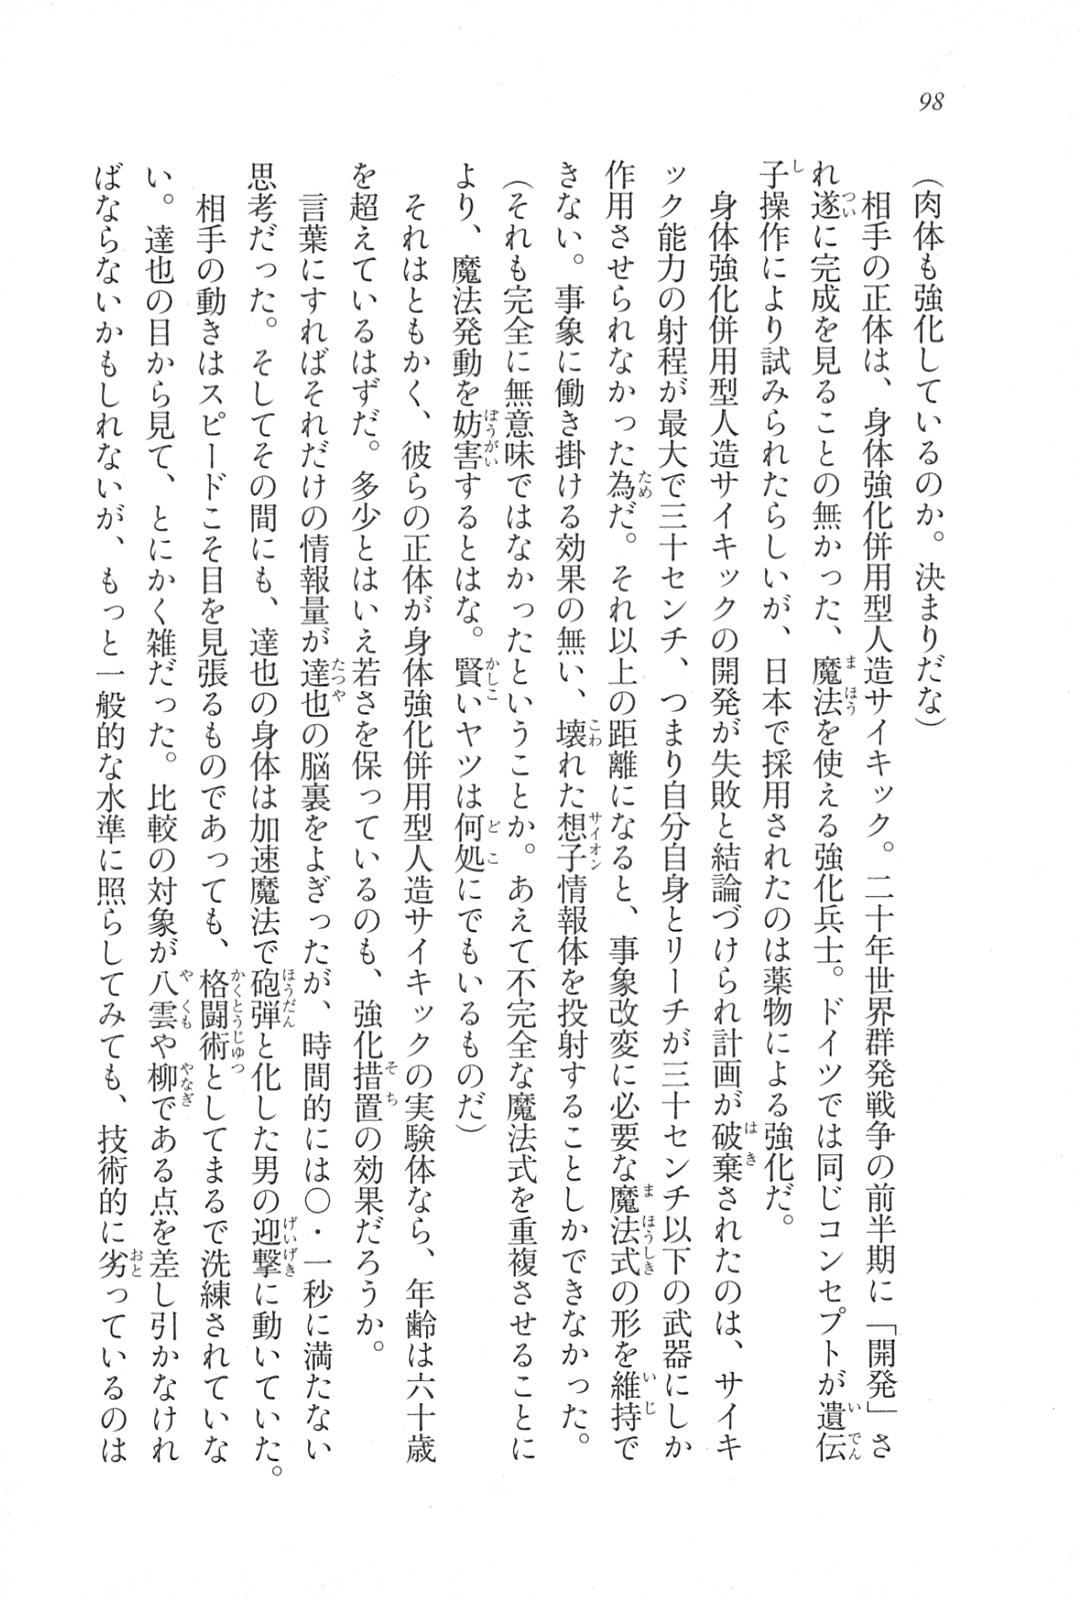 98
（肉体も強化しているのか。決まりだな）
　相手の正体は、身体強化併用型人造サイキック。二十年世界群発戦争の前半期に「開発」さ
れ遂に完成を見ることの無かった、魔法を使える強化兵士。ドイツでは同じコンセプトが遺伝
子操作により試みられたらしいが、日本で採用されたのは薬物による強化だ。
　身体強化併用型人造サイキックの開発が失敗と結論づけられ計画が破棄されたのは、サイキ
ック能力の射程が最大で三十センチ、つまり自分自身とリーチが三十センチ以下の武器にしか
作用させられなかった為だ。それ以上の距離になると、事象改変に必要な魔法式の形を維持で
きない。事象に働き掛ける効果の無い、壊れた想子情報体を投射することしかできなかった。
（それも完全に無意味ではなかったということか。あえて不完全な魔法式を重複させることに
より、魔法発動を妨害するとはな。賢いヤツは何処にでもいるものだ）
　それはともかく、彼らの正体が身体強化併用型人造サイキックの実験体なら、年齢は六十歳
を超えているはずだ。多少とはいえ若さを保っているのも、強化措置の効果だろうか。
　言葉にすればそれだけの情報量が達也の脳裏をよぎったが、時間的には〇・一秒に満たない
思考だった。そしてその間にも、達也の身体は加速魔法で砲弾と化した男の迎撃に動いていた。
　相手の動きはスピードこそ目を見張るものであっても、格闘術としてまるで洗練されていな
い。達也の目から見て、とにかく雑だった。比較の対象が八雲や柳である点を差し引かなけれ
ばならないかもしれないが、もっと一般的な水準に照らしてみても、技術的に劣っているのは